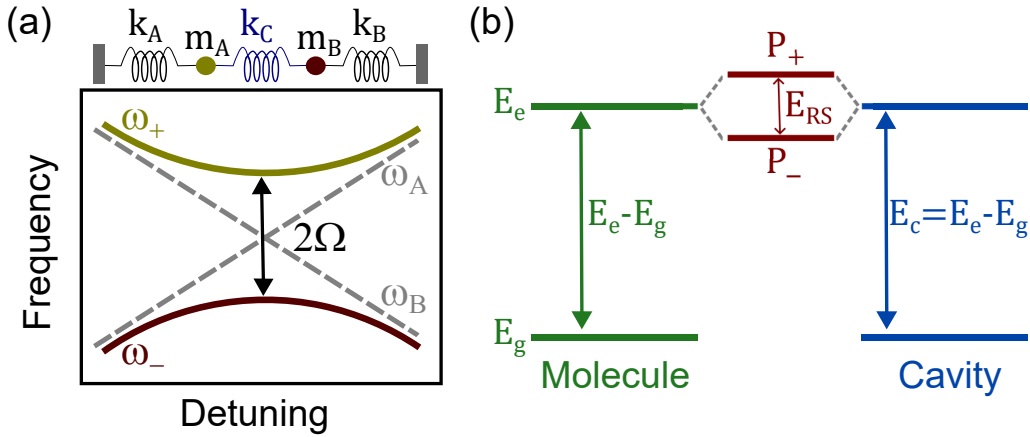 (a)
k_A m_A k_C m_B k_B
ω_+
ω_A
2Ω
ω_B
ω_-
Frequency
Detuning
(b)
P_+
E_e
E_RS
P_-
E_e-E_g
E_c=E_e-E_g
E_g
Molecule
Cavity